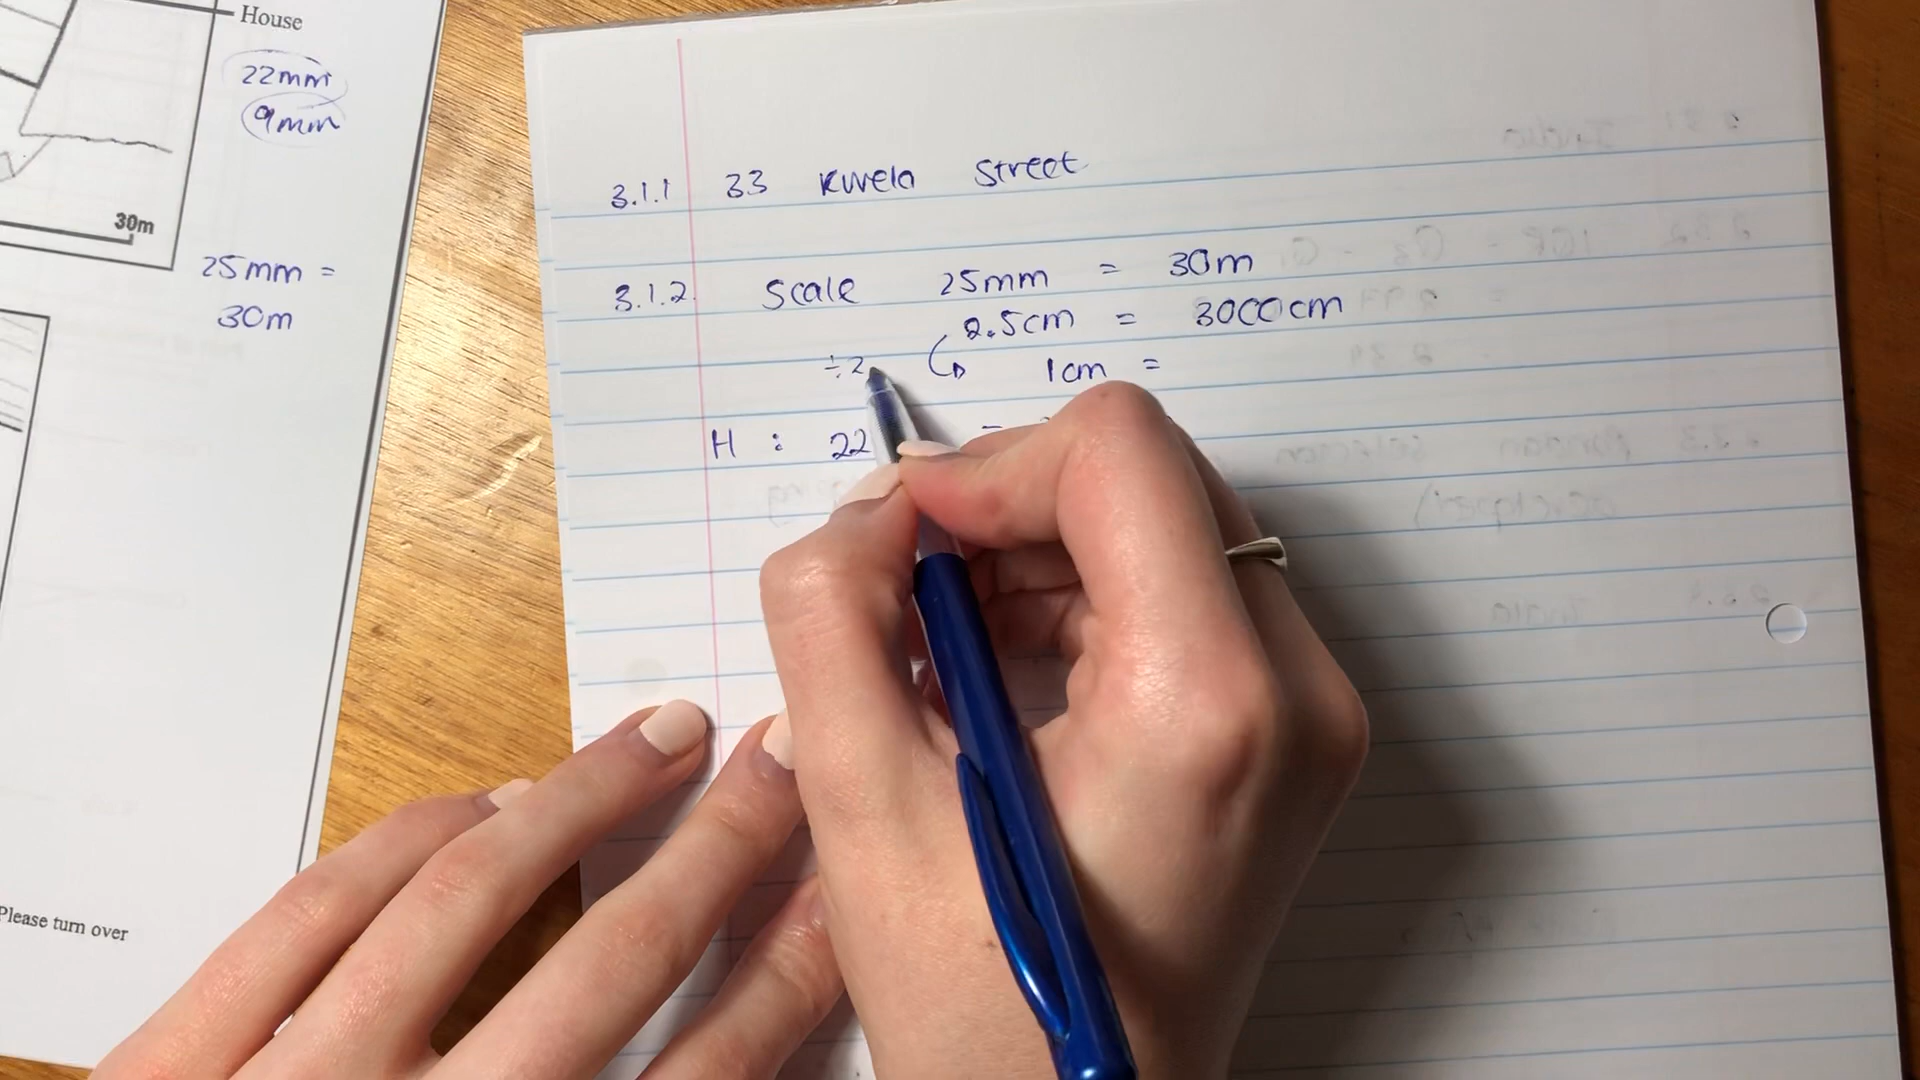 House
22mm
9mm
30m
25mm =
30m
Please turn over
3.1.1 33 Kwela Street
3.1.2. Scale 25mm = 30m
2.5cm = 3000cm
÷2. 1cm =
H : 22 =